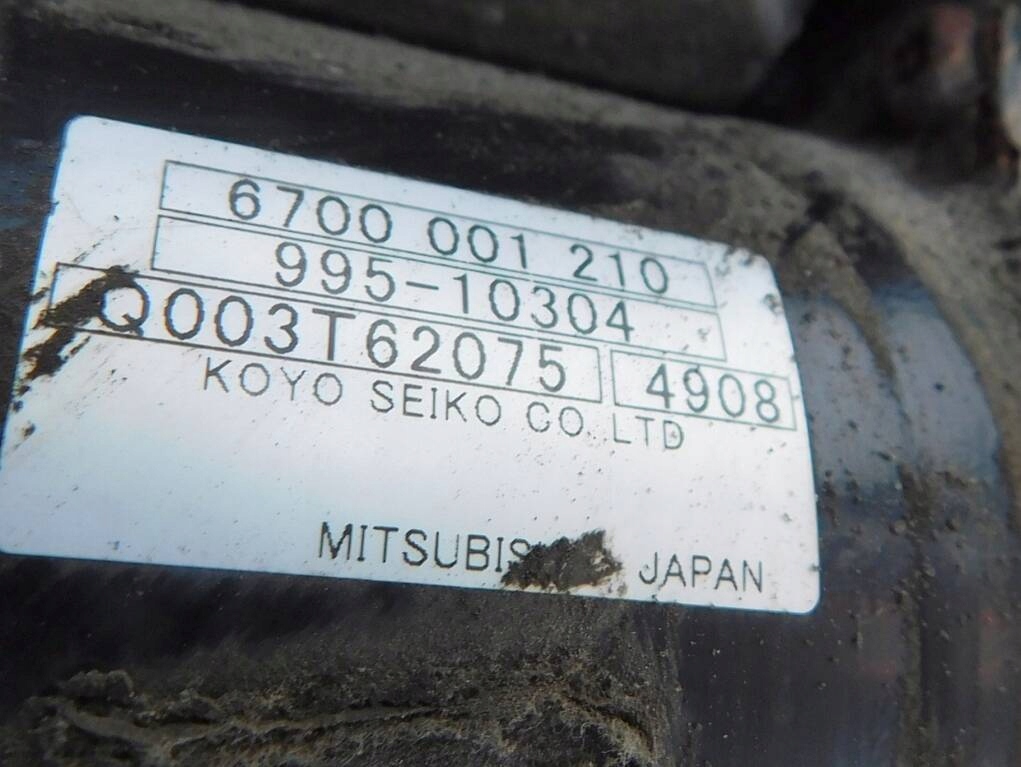 6700 001 210
995-10304
Q003T62075 4908
KOYO SEIKO CO.,LTD
JAPAN